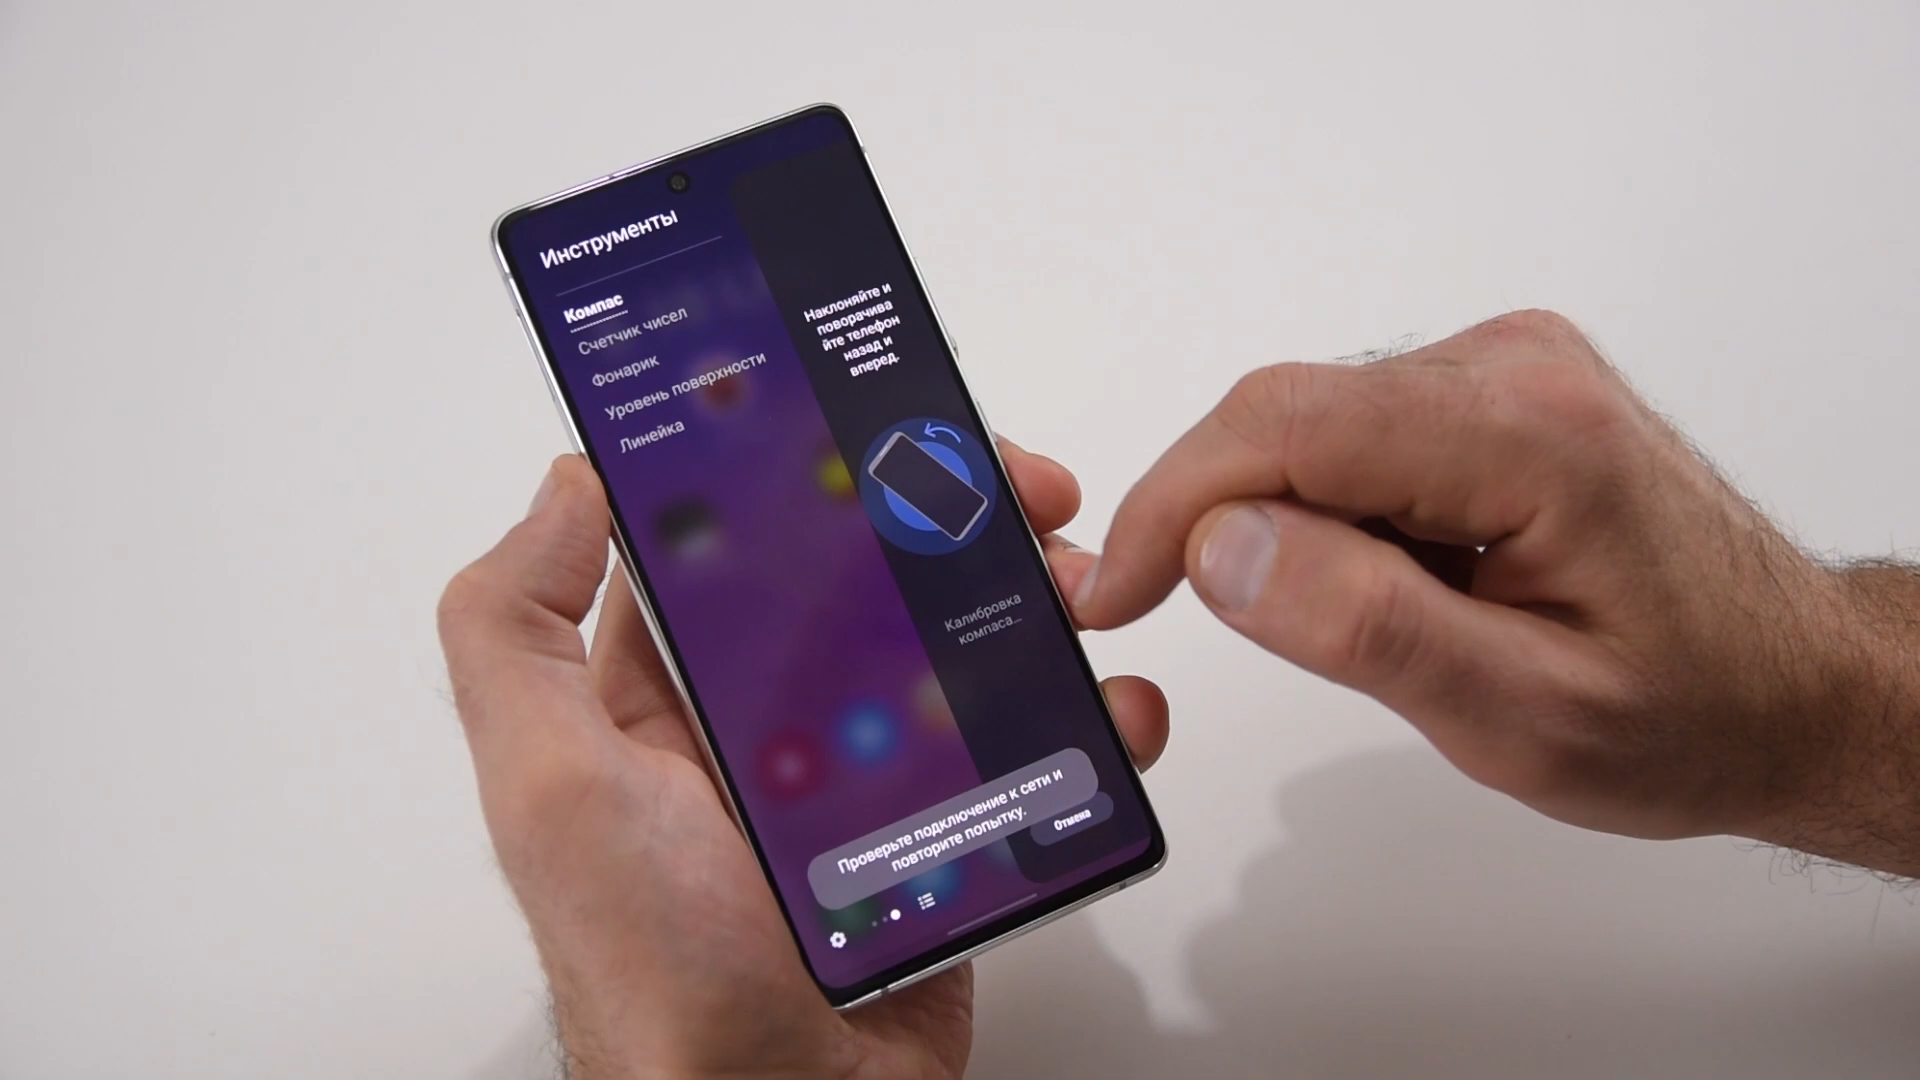 Инструменты
Компас
Счетчик чисел
Фонарик
Уровень поверхности
Линейка
Наклоняйте и
поворачива
йте телефон
назад и
вперед.
Калибровка
компаса...
Проверьте подключение к сети и
повторите попытку.
Отмена